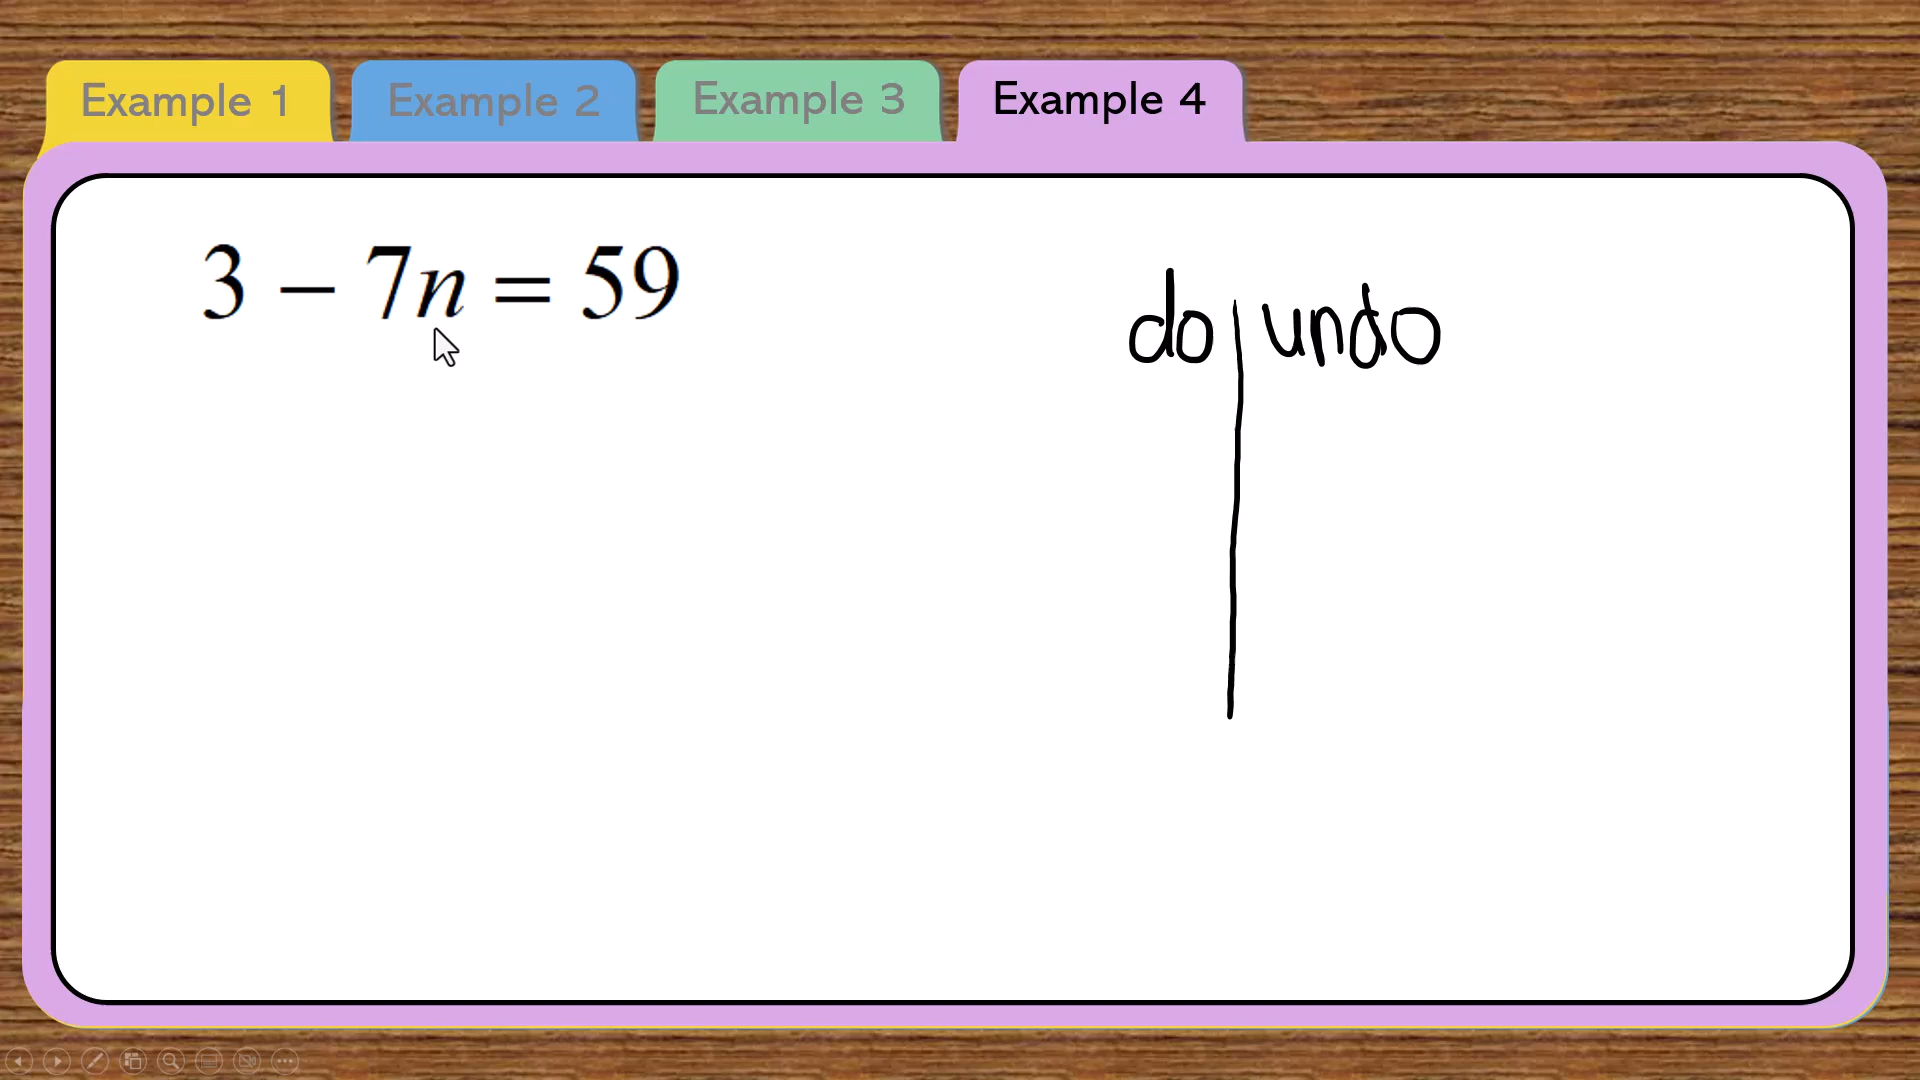 Example 1
Example 2
Example 3
Example 4
3 − 7n = 59
do undo